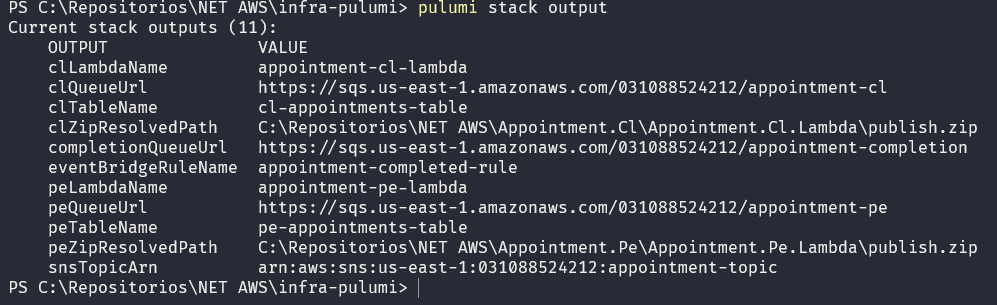 PS C:\Repositorios\NET AWS\infra-pulumi> pulumi stack output
Current stack outputs (11):
    OUTPUT               VALUE
    clLambdaName         appointment-cl-lambda
    clQueueUrl           https://sqs.us-east-1.amazonaws.com/031088524212/appointment-cl
    clTableName          cl-appointments-table
    clZipResolvedPath    C:\Repositorios\NET AWS\Appointment.Cl\Appointment.Cl.Lambda\publish.zip
    completionQueueUrl   https://sqs.us-east-1.amazonaws.com/031088524212/appointment-completion
    eventBridgeRuleName  appointment-completed-rule
    peLambdaName         appointment-pe-lambda
    peQueueUrl           https://sqs.us-east-1.amazonaws.com/031088524212/appointment-pe
    peTableName          pe-appointments-table
    peZipResolvedPath    C:\Repositorios\NET AWS\Appointment.Pe\Appointment.Pe.Lambda\publish.zip
    snsTopicArn          arn:aws:sns:us-east-1:031088524212:appointment-topic
PS C:\Repositorios\NET AWS\infra-pulumi>